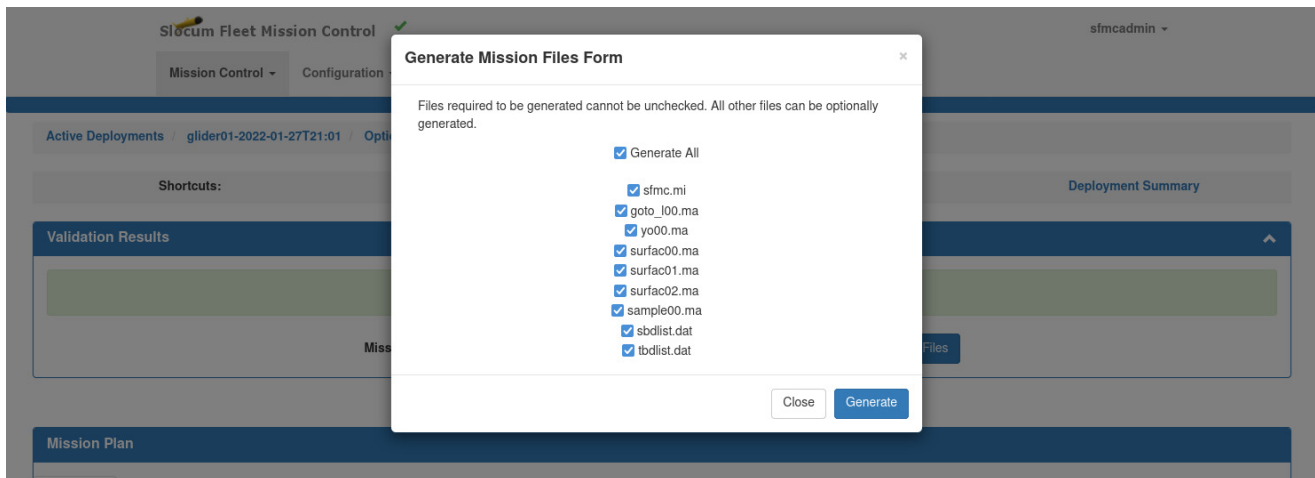 Slocum Fleet Mission Control
sfmcadmin
Mission Control
Configuration
Generate Mission Files Form
×
Files required to be generated cannot be unchecked. All other files can be optionally
generated.
Generate All
sfmc.mi
goto_l00.ma
yo00.ma
surfac00.ma
surfac01.ma
surfac02.ma
sample00.ma
sbdlist.dat
tbdlist.dat
Close
Generate
Active Deployments / glider01-2022-01-27T21:01 /
Shortcuts:
Deployment Summary
Validation Results
Files
Mission Plan